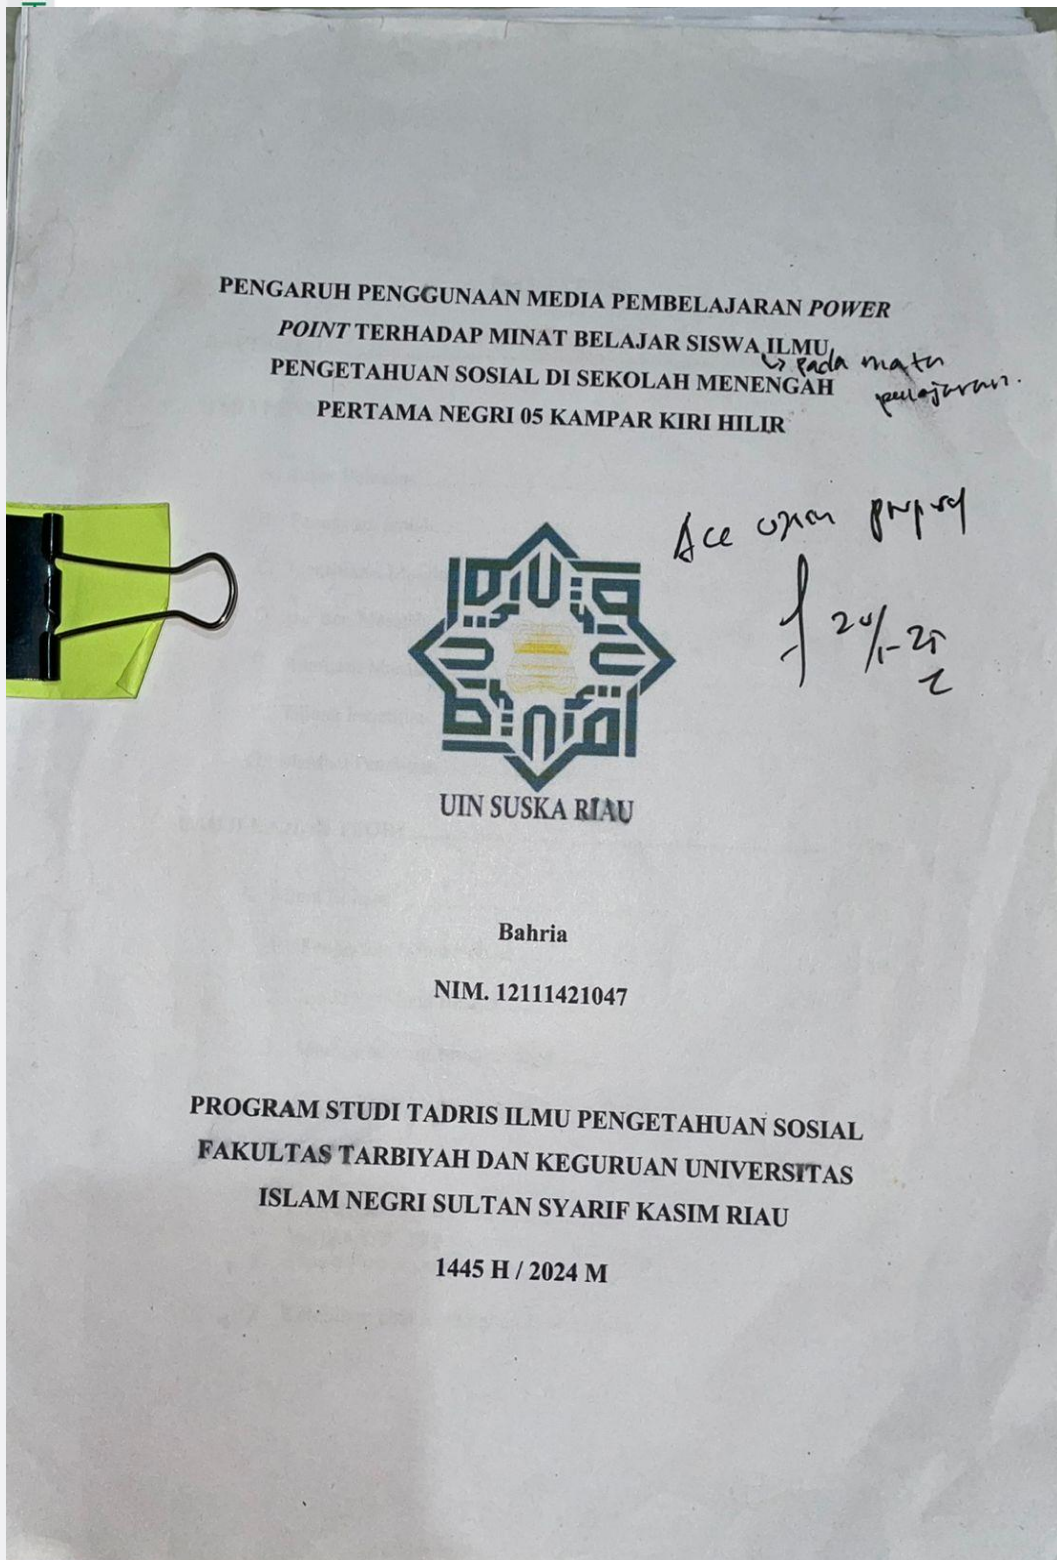 PENGARUH PENGGUNAAN MEDIA PEMBELAJARAN POWER
POINT TERHADAP MINAT BELAJAR SISWA ILMU
pada mata
pelajaran.
PENGETAHUAN SOSIAL DI SEKOLAH MENENGAH
PERTAMA NEGRI 05 KAMPAR KIRI HILIR
Acc ujian
UIN SUSKA RIAU
Bahria
NIM. 12111421047
PROGRAM STUDI TADRIS ILMU PENGETAHUAN SOSIAL
FAKULTAS TARBIYAH DAN KEGURUAN UNIVERSITAS
ISLAM NEGRI SULTAN SYARIF KASIM RIAU
1445 H / 2024 M